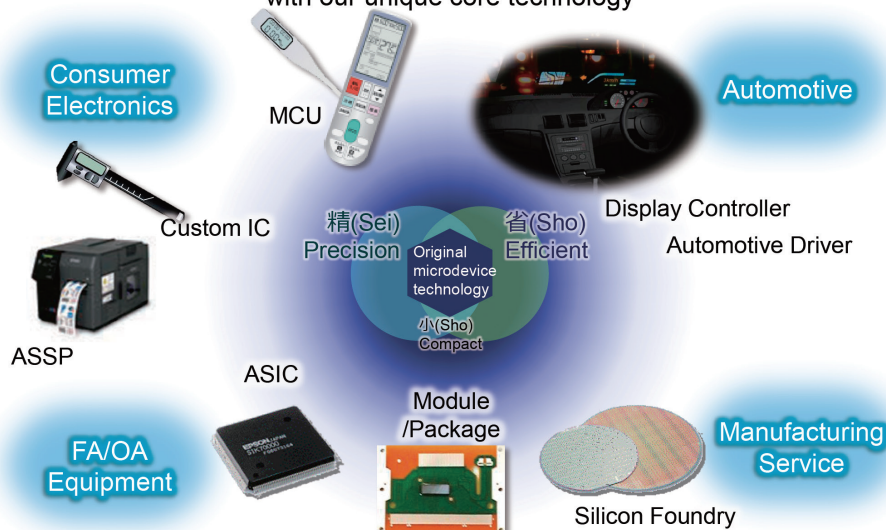 with our unique core technology
Consumer
Electronics
MCU
Automotive
Custom IC
Display Controller
Automotive Driver
精(Sei)
Precision
省(Sho)
Efficient
Original
microdevice
technology
小(Sho)
Compact
ASSP
ASIC
Module
/Package
EPSON JAPAN
FA/OA
Equipment
Manufacturing
Service
Silicon Foundry